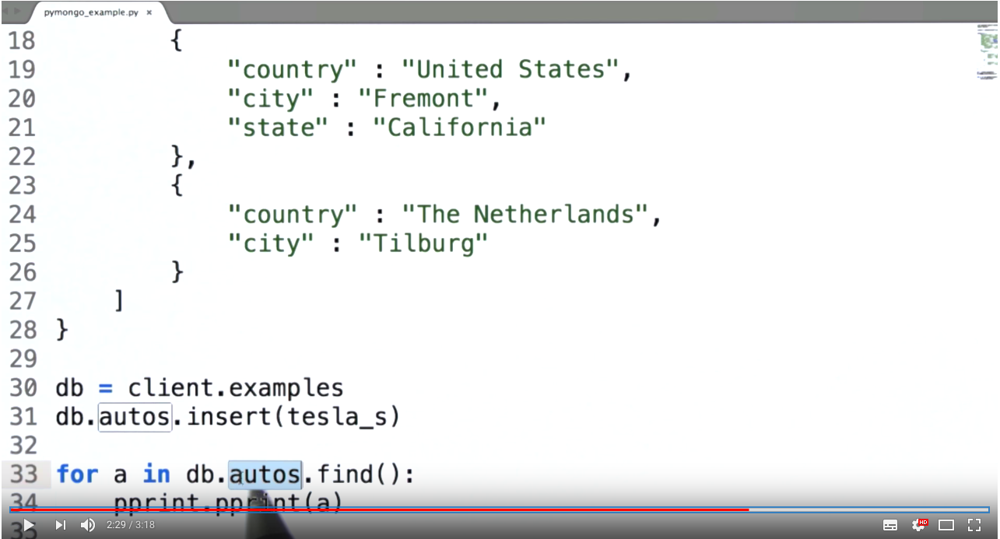 pymongo_example.py ×
18 {
19 "country" : "United States",
20 "city" : "Fremont",
21 "state" : "California"
22 },
23 {
24 "country" : "The Netherlands",
25 "city" : "Tilburg"
26 }
27 ]
28 }
29
30 db = client.examples
31 db.autos.insert(tesla_s)
32
33 for a in db.autos.find():
34 pprint.pprint(a)
35
2:29 / 3:18
HD